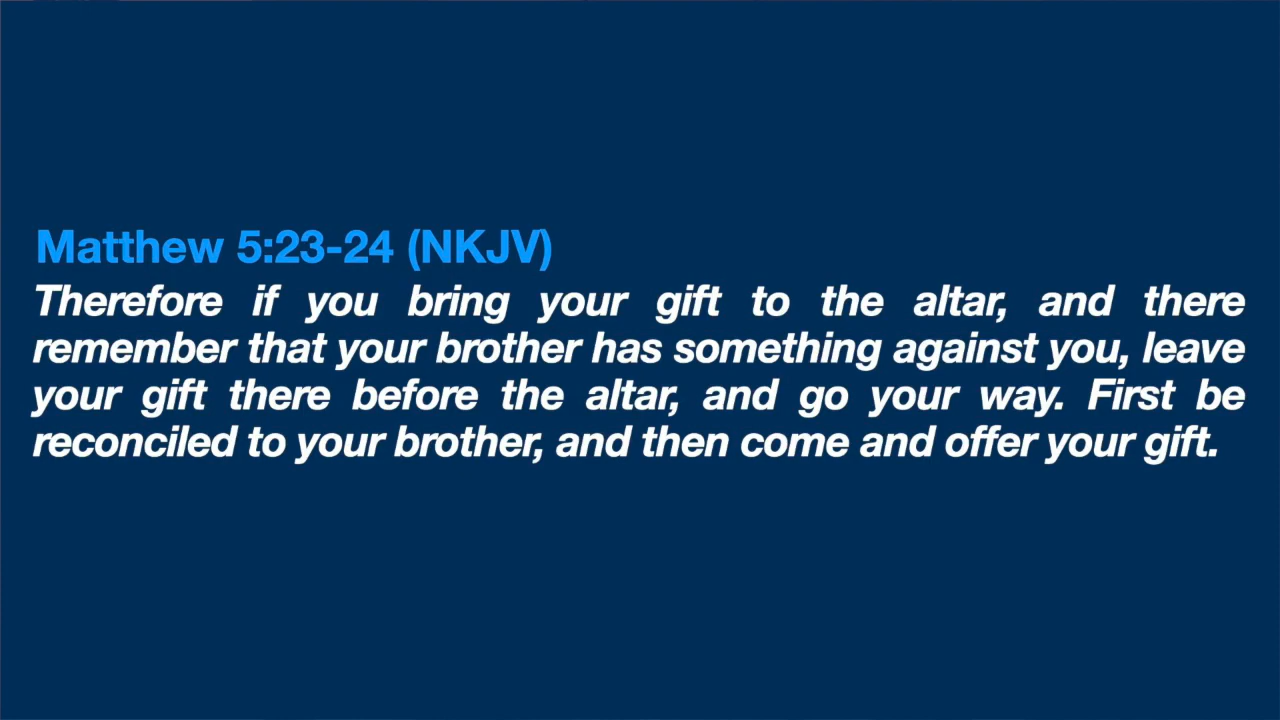 Matthew 5:23-24 (NKJV)
Therefore if you bring your gift to the altar, and there
remember that your brother has something against you, leave
your gift there before the altar, and go your way. First be
reconciled to your brother, and then come and offer your gift.